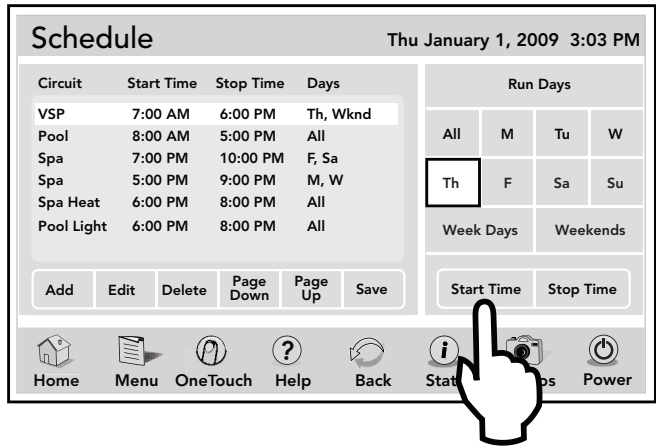 Schedule Thu January 1, 2009 3:03 PM
Circuit Start Time Stop Time Days
VSP 7:00 AM 6:00 PM Th, Wknd
Pool 8:00 AM 5:00 PM All
Spa 7:00 PM 10:00 PM F, Sa
Spa 5:00 PM 9:00 PM M, W
Spa Heat 6:00 PM 8:00 PM All
Pool Light 6:00 PM 8:00 PM All
Add Edit Delete Page Down Page Up Save
Run Days
All M Tu W
Th F Sa Su
Week Days Weekends
Start Time Stop Time
Home Menu OneTouch Help Back Power